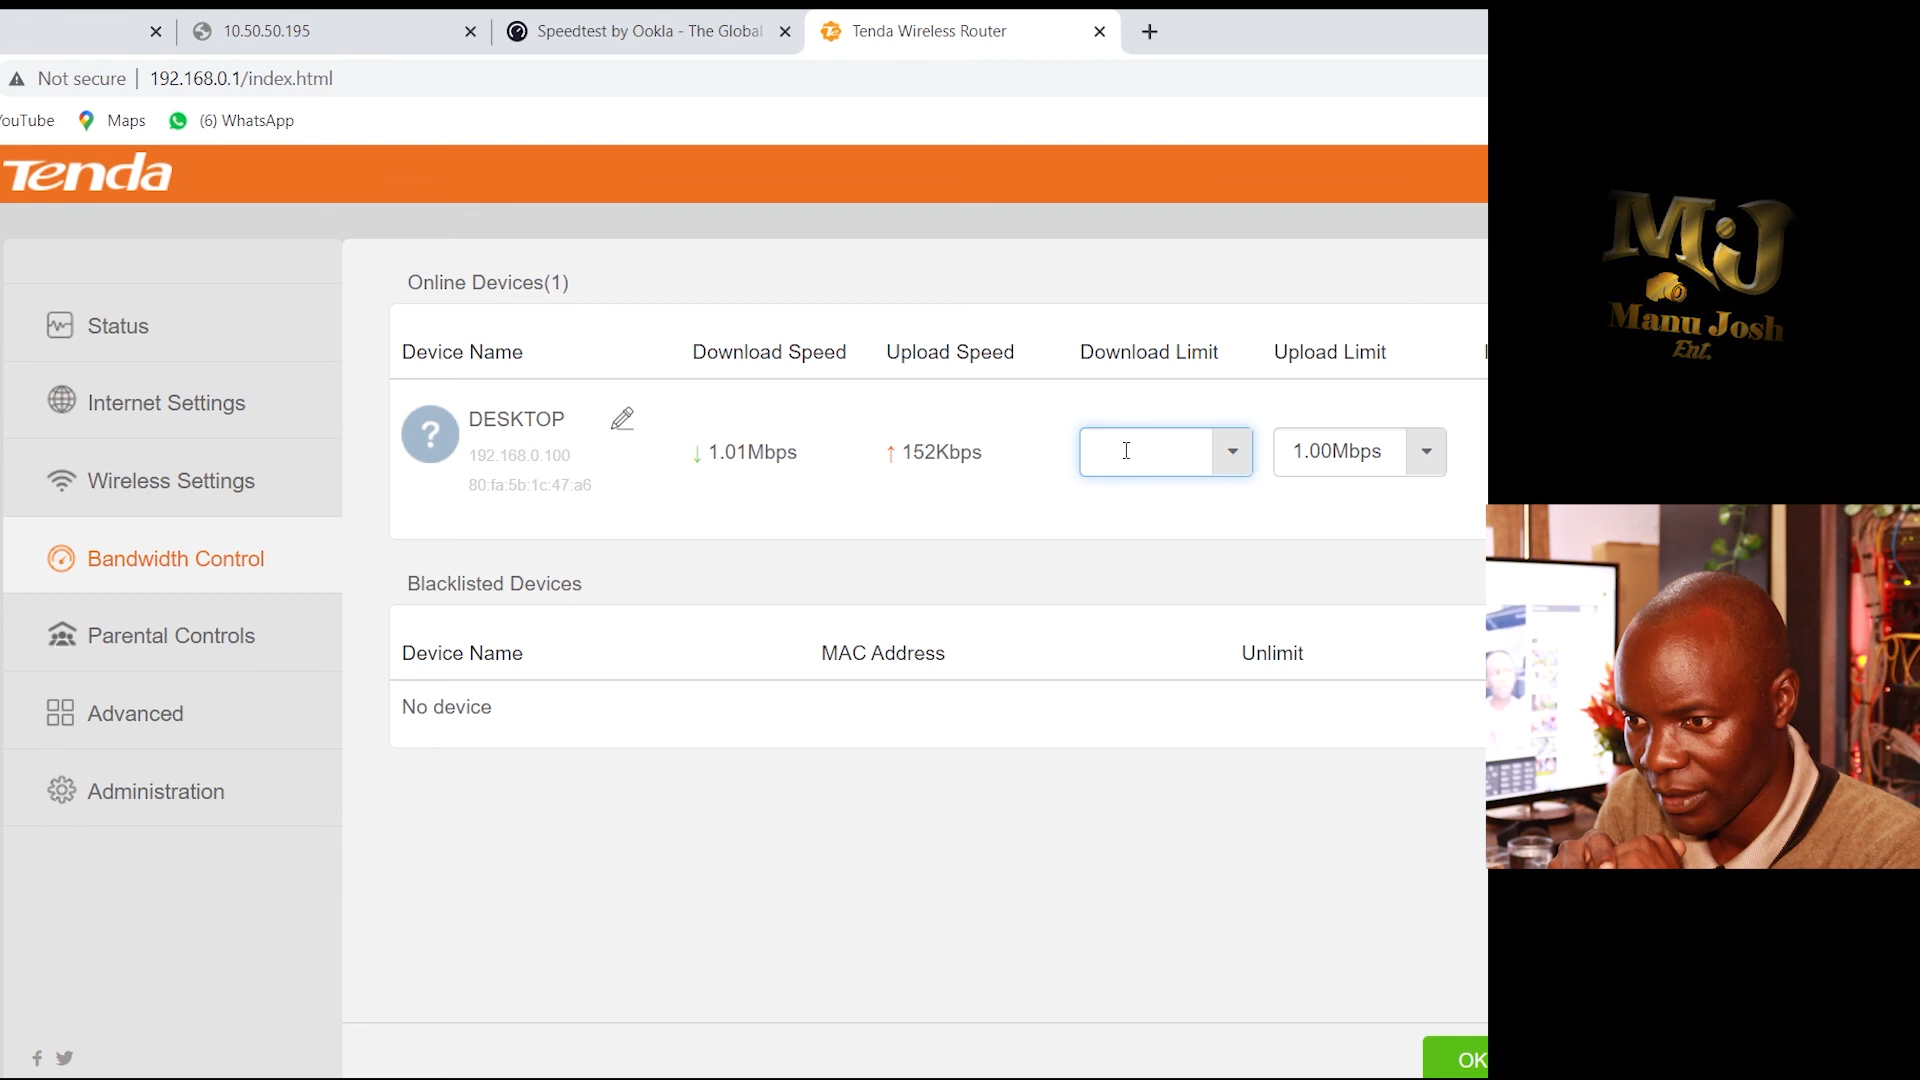 10.50.50.195
Speedtest by Ookla - The Global
Tenda Wireless Router
Not secure
192.168.0.1/index.html
YouTube
Maps
(6) WhatsApp
Tenda
Status
Internet Settings
Wireless Settings
Bandwidth Control
Parental Controls
Advanced
Administration
Online Devices(1)
Device Name Download Speed Upload Speed Download Limit Upload Limit
DESKTOP
192.168.0.100
80:fa:5b:1c:47:a6
↓ 1.01Mbps ↑ 152Kbps 1.00Mbps
Blacklisted Devices
Device Name MAC Address Unlimit
No device
OK
MJ
Manu Josh
Ent.